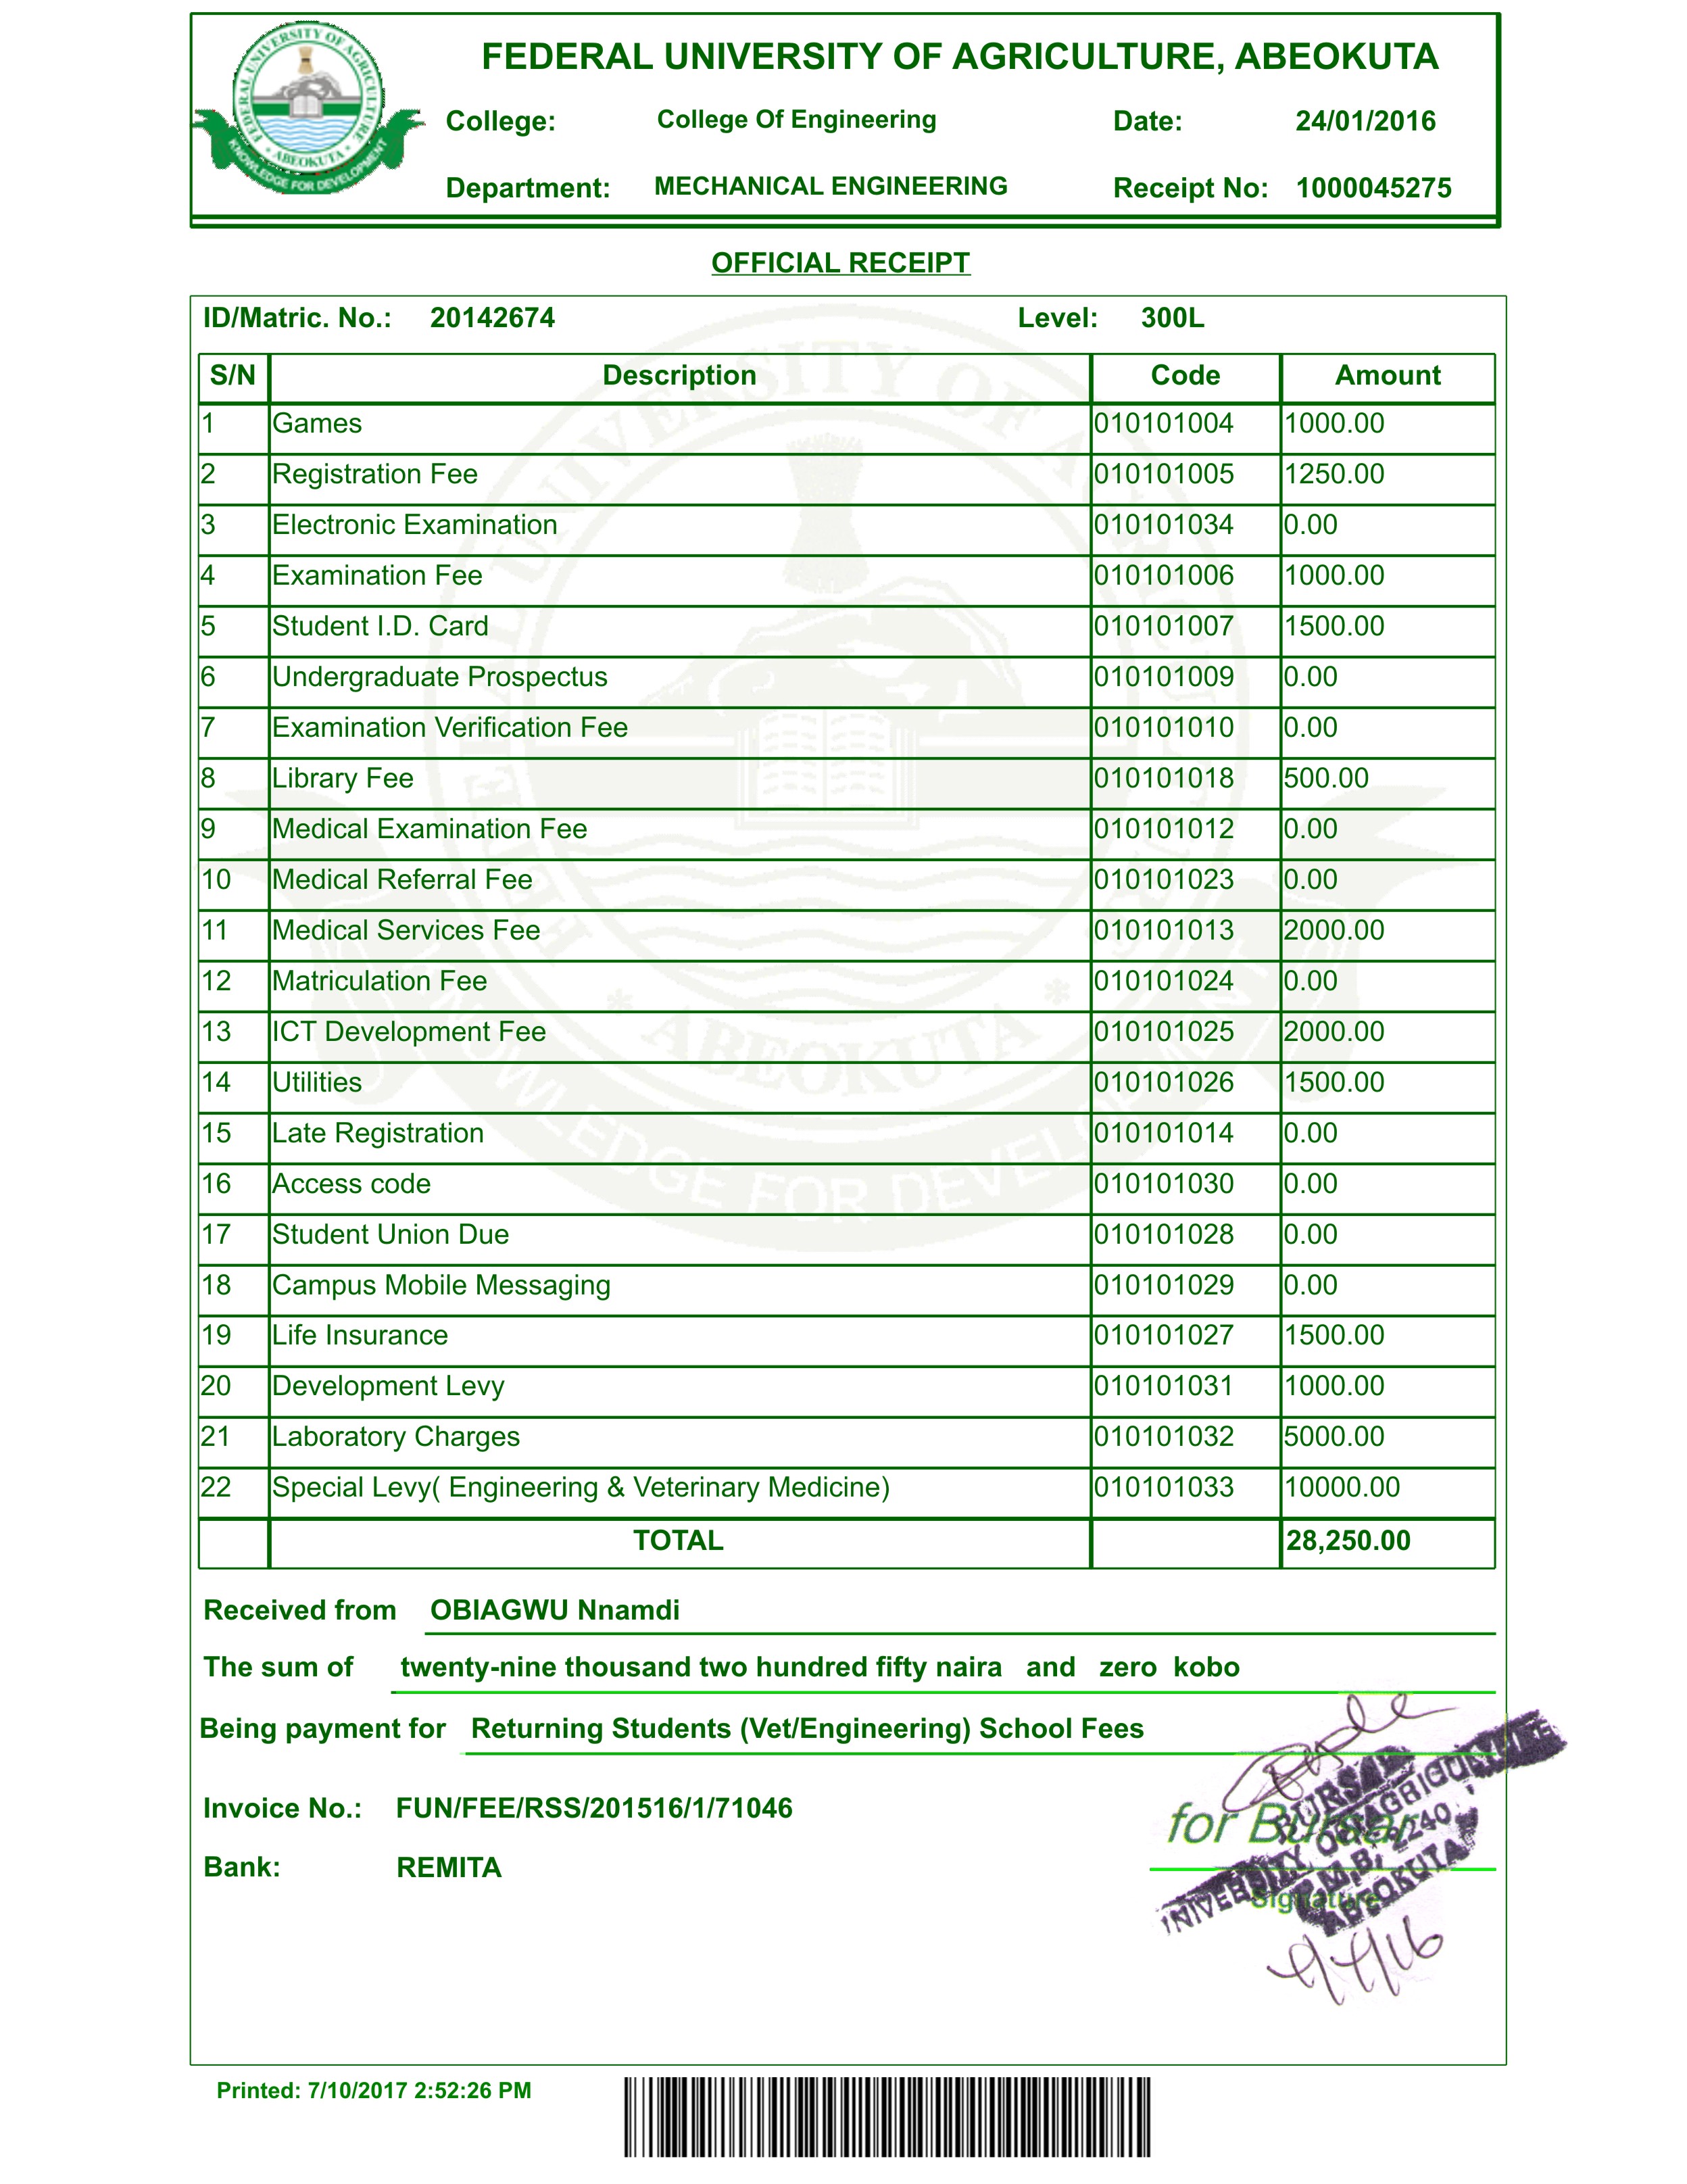 FEDERAL UNIVERSITY OF AGRICULTURE, ABEOKUTA
FEDERAL UNIVERSITY OF AGRICULTURE
* ABEOKUTA *
KNOWLEDGE FOR DEVELOPMENT
College: College Of Engineering Date: 24/01/2016
Department: MECHANICAL ENGINEERING Receipt No: 1000045275
OFFICIAL RECEIPT
ID/Matric. No.: 20142674 Level: 300L
S/N Description Code Amount
1 Games 010101004 1000.00
2 Registration Fee 010101005 1250.00
3 Electronic Examination 010101034 0.00
4 Examination Fee 010101006 1000.00
5 Student I.D. Card 010101007 1500.00
6 Undergraduate Prospectus 010101009 0.00
7 Examination Verification Fee 010101010 0.00
8 Library Fee 010101018 500.00
9 Medical Examination Fee 010101012 0.00
10 Medical Referral Fee 010101023 0.00
11 Medical Services Fee 010101013 2000.00
12 Matriculation Fee 010101024 0.00
13 ICT Development Fee 010101025 2000.00
14 Utilities 010101026 1500.00
15 Late Registration 010101014 0.00
16 Access code 010101030 0.00
17 Student Union Due 010101028 0.00
18 Campus Mobile Messaging 010101029 0.00
19 Life Insurance 010101027 1500.00
20 Development Levy 010101031 1000.00
21 Laboratory Charges 010101032 5000.00
22 Special Levy( Engineering & Veterinary Medicine) 010101033 10000.00
TOTAL 28,250.00
Received from OBIAGWU Nnamdi
The sum of twenty-nine thousand two hundred fifty naira and zero kobo
Being payment for Returning Students (Vet/Engineering) School Fees
Invoice No.: FUN/FEE/RSS/201516/1/71046
for Bursar
BURSAR
UNIVERSITY OF AGRICULTURE
P.M.B. 2240
ABEOKUTA
Bank: REMITA
Signature
Printed: 7/10/2017 2:52:26 PM